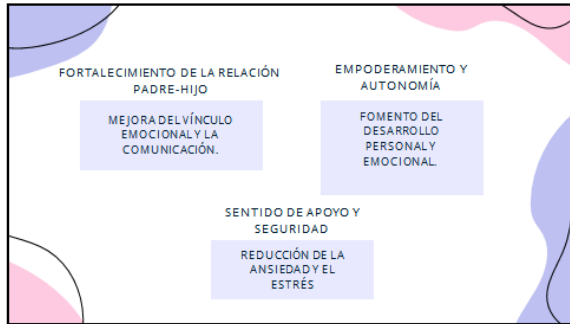 FORTALECIMIENTO DE LA RELACIÓN
PADRE-HIJO
MEJORA DEL VÍNCULO
EMOCIONAL Y LA
COMUNICACIÓN.
EMPODERAMIENTO Y
AUTONOMÍA
FOMENTO DEL
DESARROLLO
PERSONAL Y
EMOCIONAL.
SENTIDO DE APOYO Y
SEGURIDAD
REDUCCIÓN DE LA
ANSIEDAD Y EL
ESTRÉS